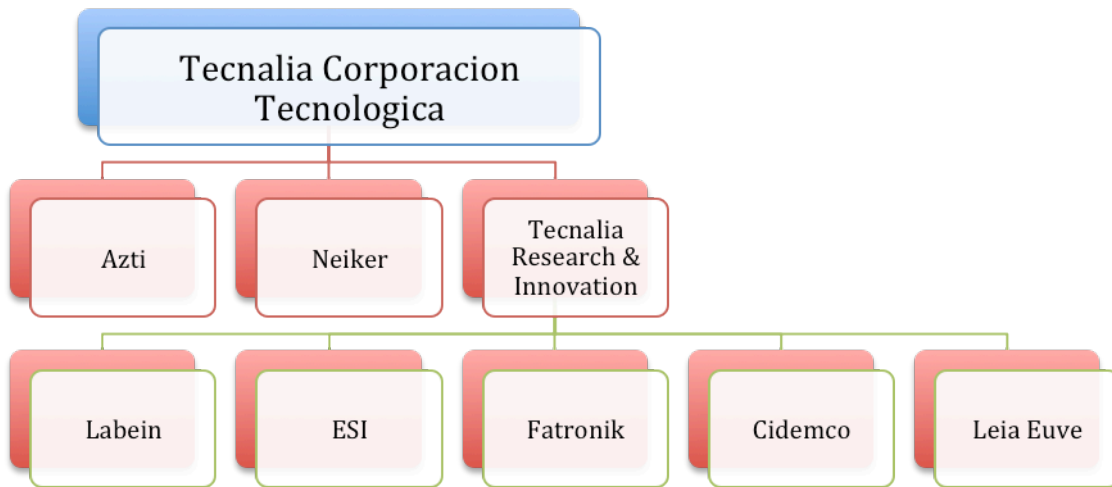 Tecnalia Corporacion
Tecnologica
Azti
Neiker
Tecnalia
Research &
Innovation
Labein
ESI
Fatronik
Cidemco
Leia Euve